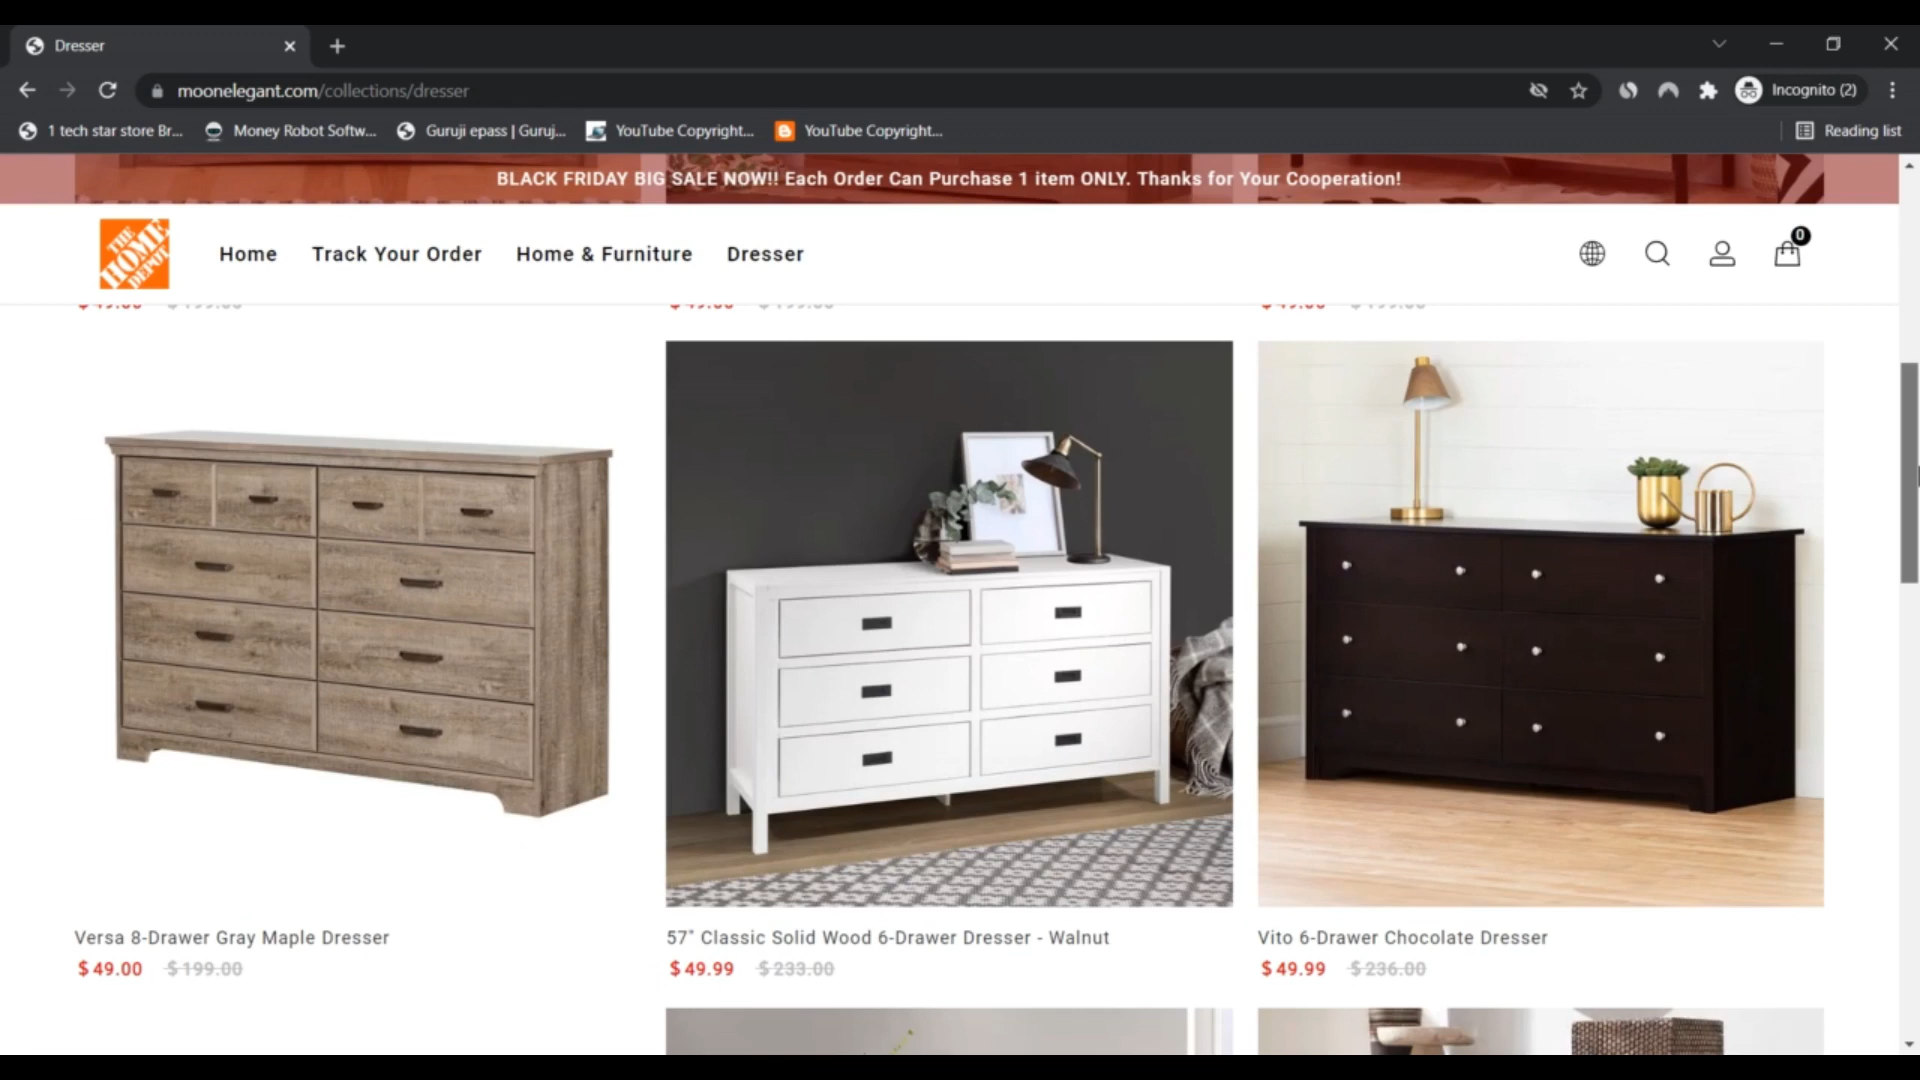 Dresser
moonelegant.com/collections/dresser
Incognito (2)
1 tech star store Br...
Money Robot Softw...
Guruji epass | Guruj...
YouTube Copyright...
YouTube Copyright...
Reading list
BLACK FRIDAY BIG SALE NOW!! Each Order Can Purchase 1 item ONLY. Thanks for Your Cooperation!
THE HOME DEPOT
Home
Track Your Order
Home & Furniture
Dresser
0
Versa 8-Drawer Gray Maple Dresser
$49.00 $199.00
57" Classic Solid Wood 6-Drawer Dresser - Walnut
$49.99 $233.00
Vito 6-Drawer Chocolate Dresser
$49.99 $236.00